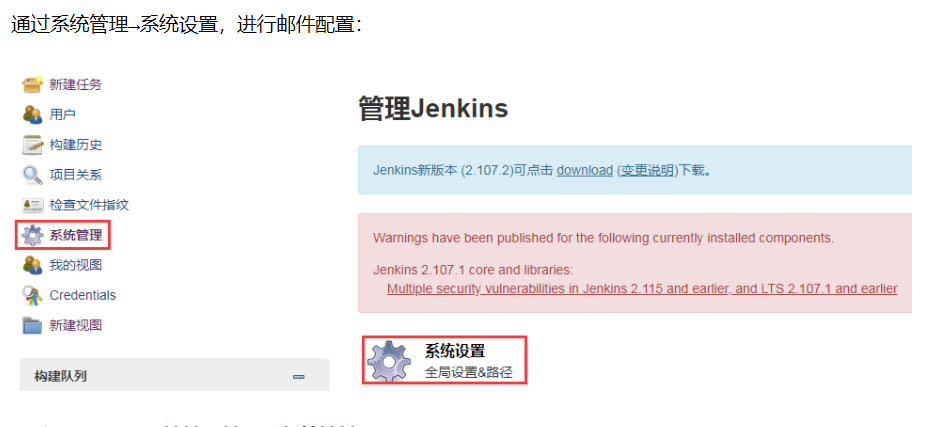 通过系统管理→系统设置，进行邮件配置：
新建任务
用户
构建历史
项目关系
检查文件指纹
系统管理
我的视图
Credentials
新建视图
构建队列
管理Jenkins
Jenkins新版本 (2.107.2)可点击 download (变更说明)下载。
Warnings have been published for the following currently installed components.
Jenkins 2.107.1 core and libraries:
Multiple security vulnerabilities in Jenkins 2.115 and earlier, and LTS 2.107.1 and earlier
系统设置
全局设置&路径